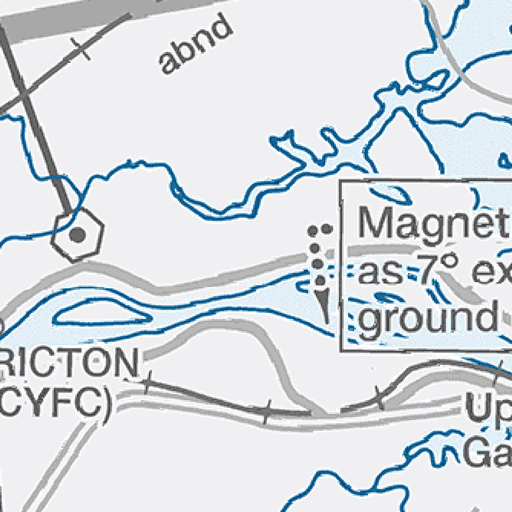 abnd
Magnet
as 7° ex
ground
RICTON
CYFC)
Up
Ga